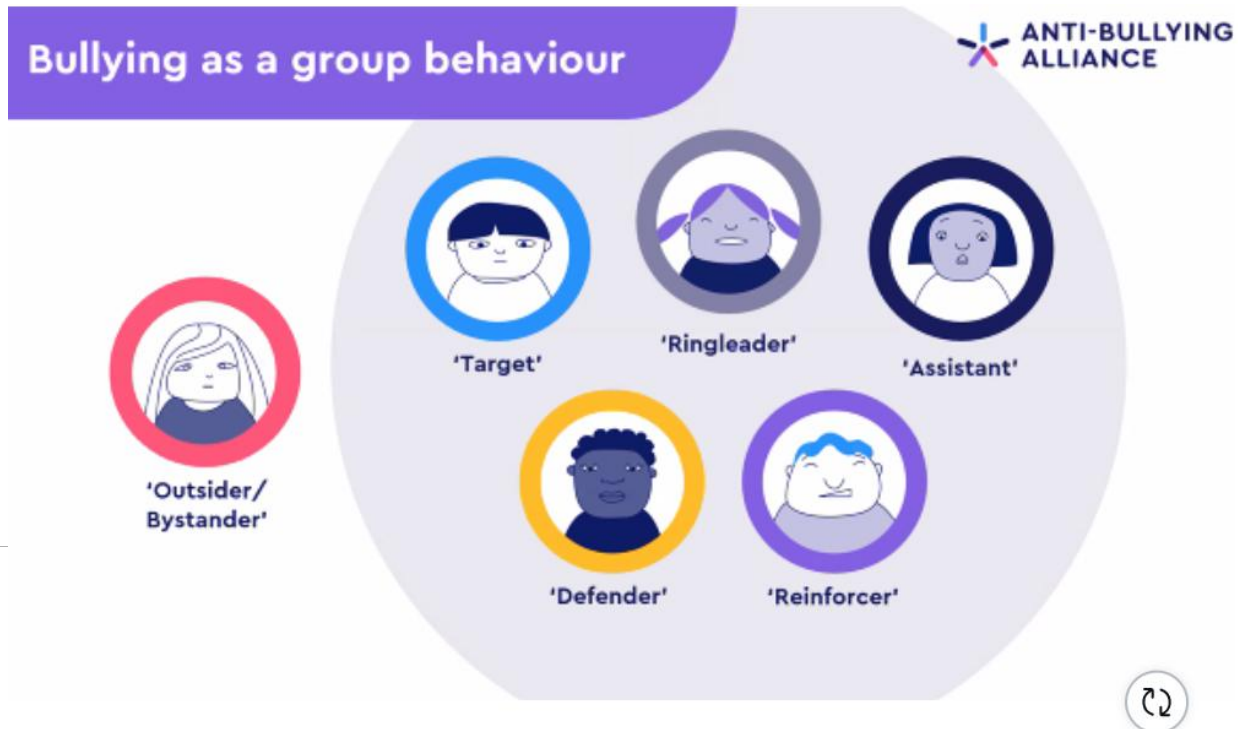 Bullying as a group behaviour
ANTI-BULLYING
ALLIANCE
'Target'
'Ringleader'
'Assistant'
'Outsider/
Bystander'
'Defender'
'Reinforcer'